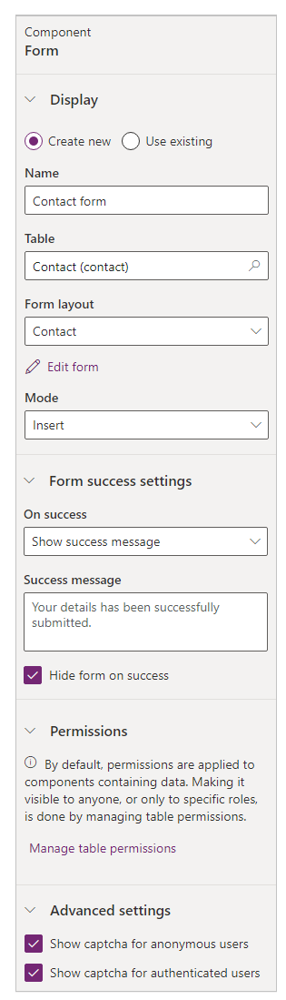 Component
Form
Display
Create new Use existing
Name
Contact form
Table
Contact (contact)
Form layout
Contact
Edit form
Mode
Insert
Form success settings
On success
Show success message
Success message
Your details has been successfully
submitted.
Hide form on success
Permissions
By default, permissions are applied to
components containing data. Making it
visible to anyone, or only to specific roles,
is done by managing table permissions.
Manage table permissions
Advanced settings
Show captcha for anonymous users
Show captcha for authenticated users